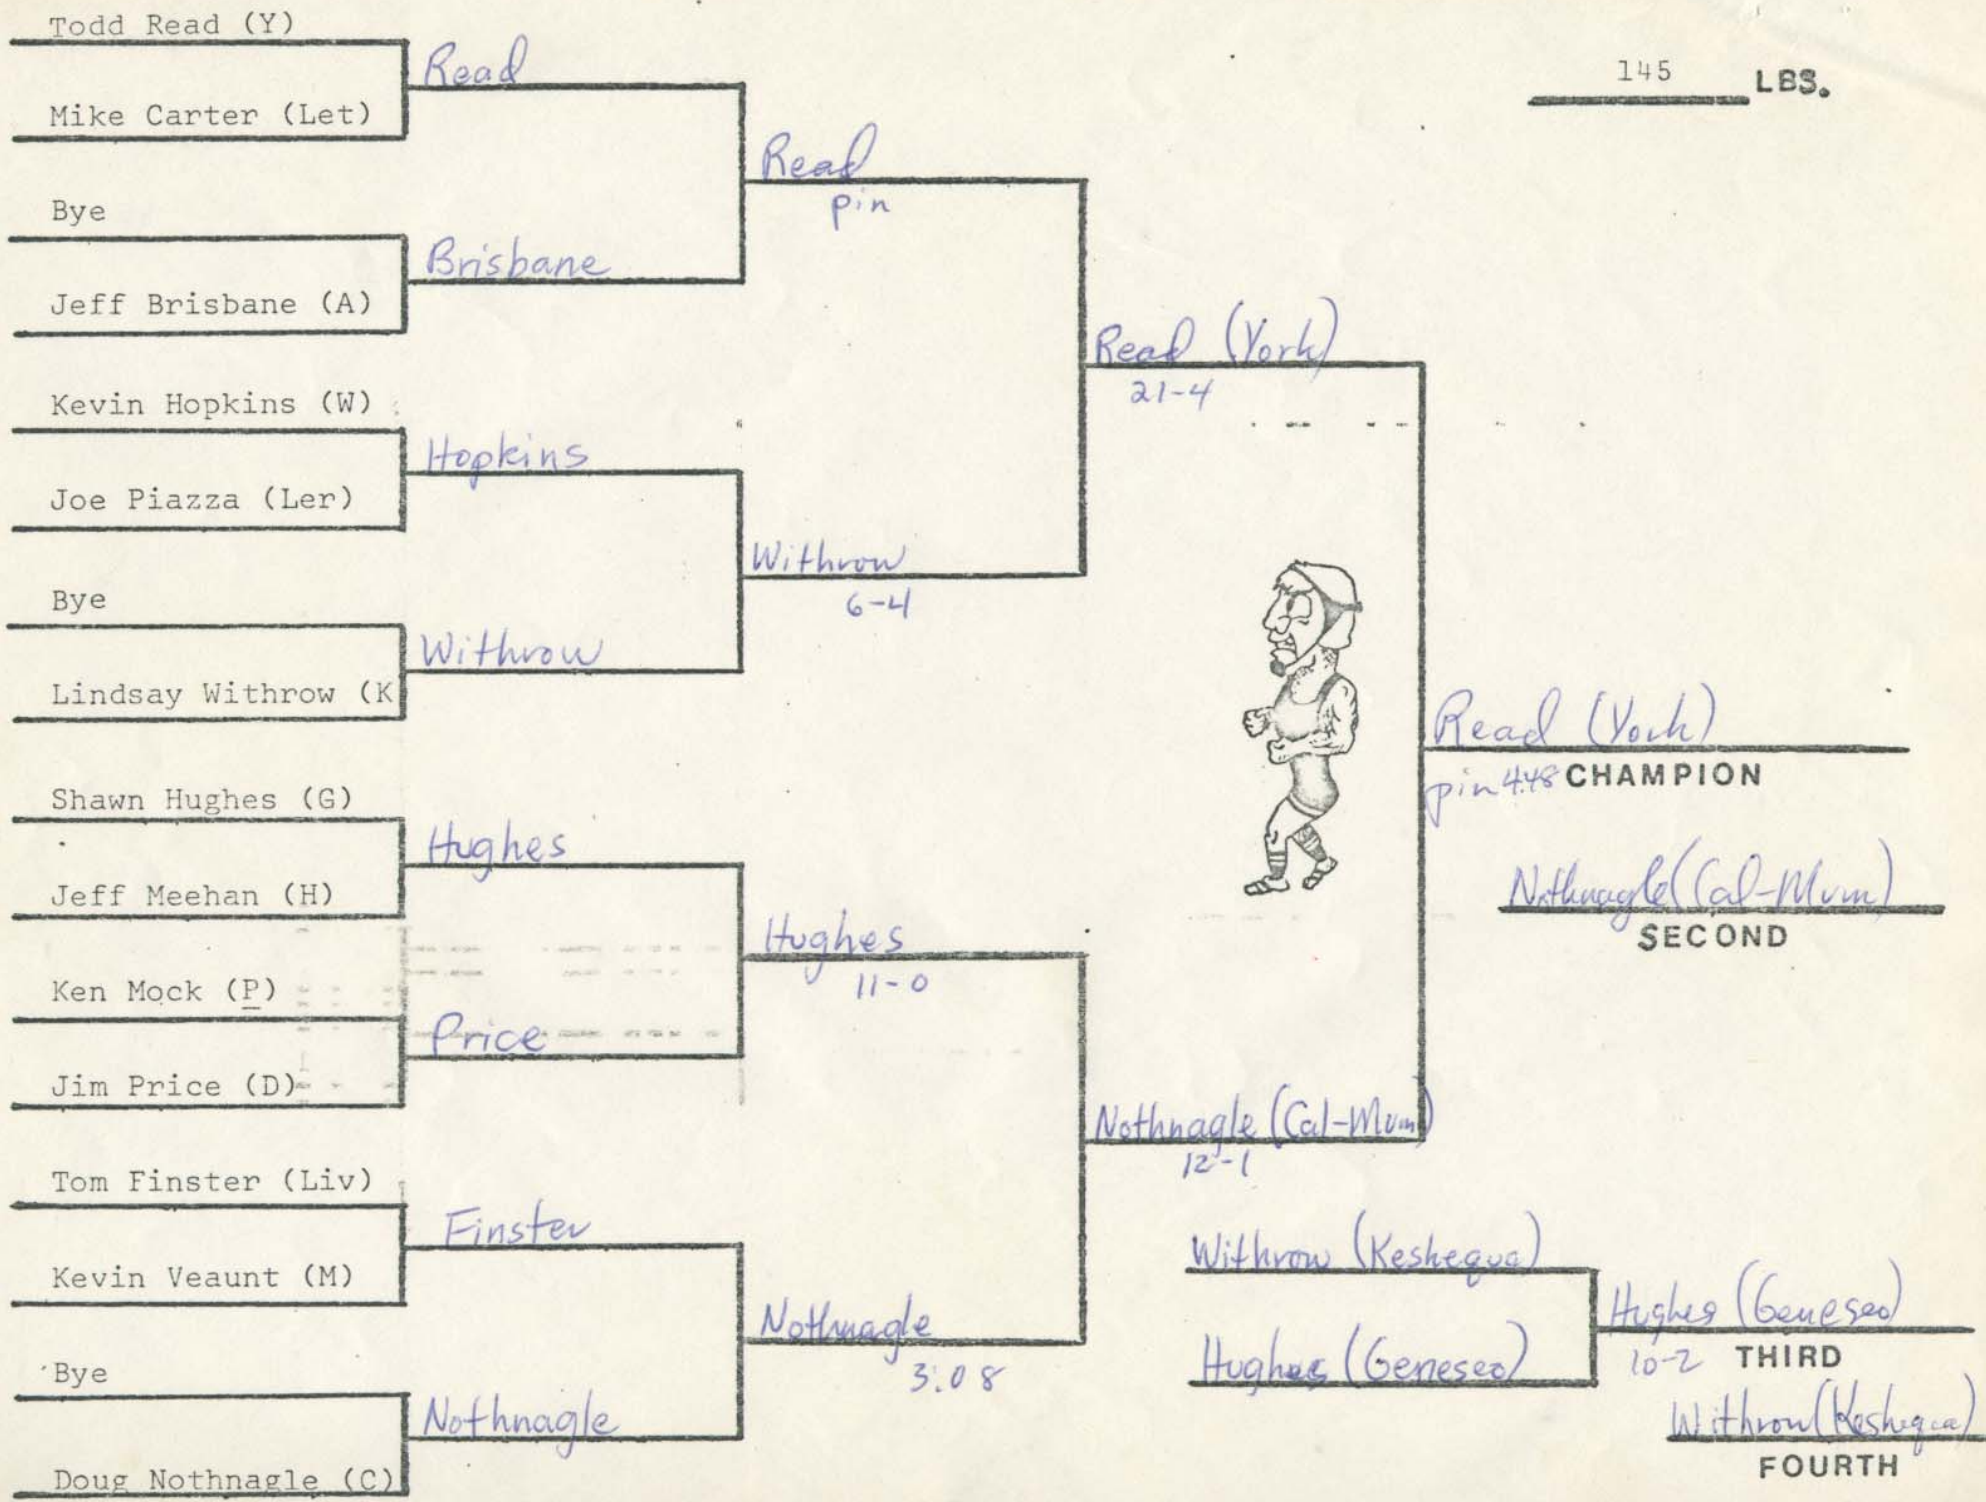 Todd Read (Y)
Mike Carter (Let)
Bye
Jeff Brisbane (A)
Kevin Hopkins (W)
Joe Piazza (Ler)
Bye
Lindsay Withrow (K
Shawn Hughes (G)
Jeff Meehan (H)
Ken Mock (P)
Jim Price (D)
Tom Finster (Liv)
Kevin Veaunt (M)
Bye
Doug Nothnagle (C)
Read
Brisbane
Hopkins
Withrow
Hughes
Price
Finster
Nothnagle
Read
pin
Withrow
6-4
Hughes
11-0
Nothnagle
3:08
Read (York)
21-4
Nothnagle (Cal-Mum)
12-1
145 LBS.
Read (York)
pin 4:48 CHAMPION
Nothnagle (Cal-Mum)
SECOND
Withrow (Keshequa)
Hughes (Geneseo)
Hughes (Geneseo)
10-2 THIRD
Withrow (Keshequa)
FOURTH